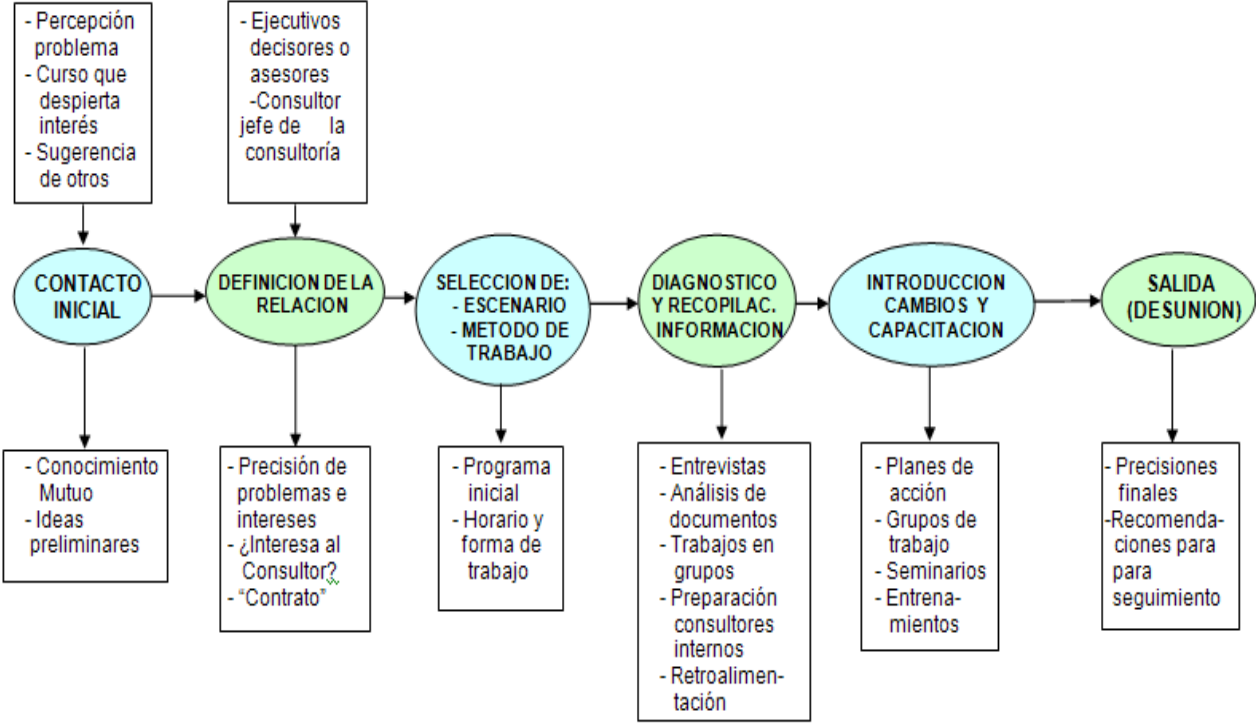 - Percepción
problema
- Curso que
despierta
interés
- Sugerencia
de otros
- Ejecutivos
decisores o
asesores
-Consultor
jefe de la
consultoría
CONTACTO
INICIAL
DEFINICION DE LA
RELACION
SELECCION DE:
- ESCENARIO
- METODO DE
TRABAJO
DIAGNOSTICO
Y RECOPILAC.
INFORMACION
INTRODUCCION
CAMBIOS Y
CAPACITACION
SALIDA
(DESUNION)
- Conocimiento
Mutuo
- Ideas
preliminares
- Precisión de
problemas e
intereses
- ¿Interesa al
Consultor?
- “Contrato”
- Programa
inicial
- Horario y
forma de
trabajo
- Entrevistas
- Análisis de
documentos
- Trabajos en
grupos
- Preparación
consultores
internos
- Retroalimen-
tación
- Planes de
acción
- Grupos de
trabajo
- Seminarios
- Entrena-
mientos
- Precisiones
finales
-Recomenda-
ciones para
para
seguimiento